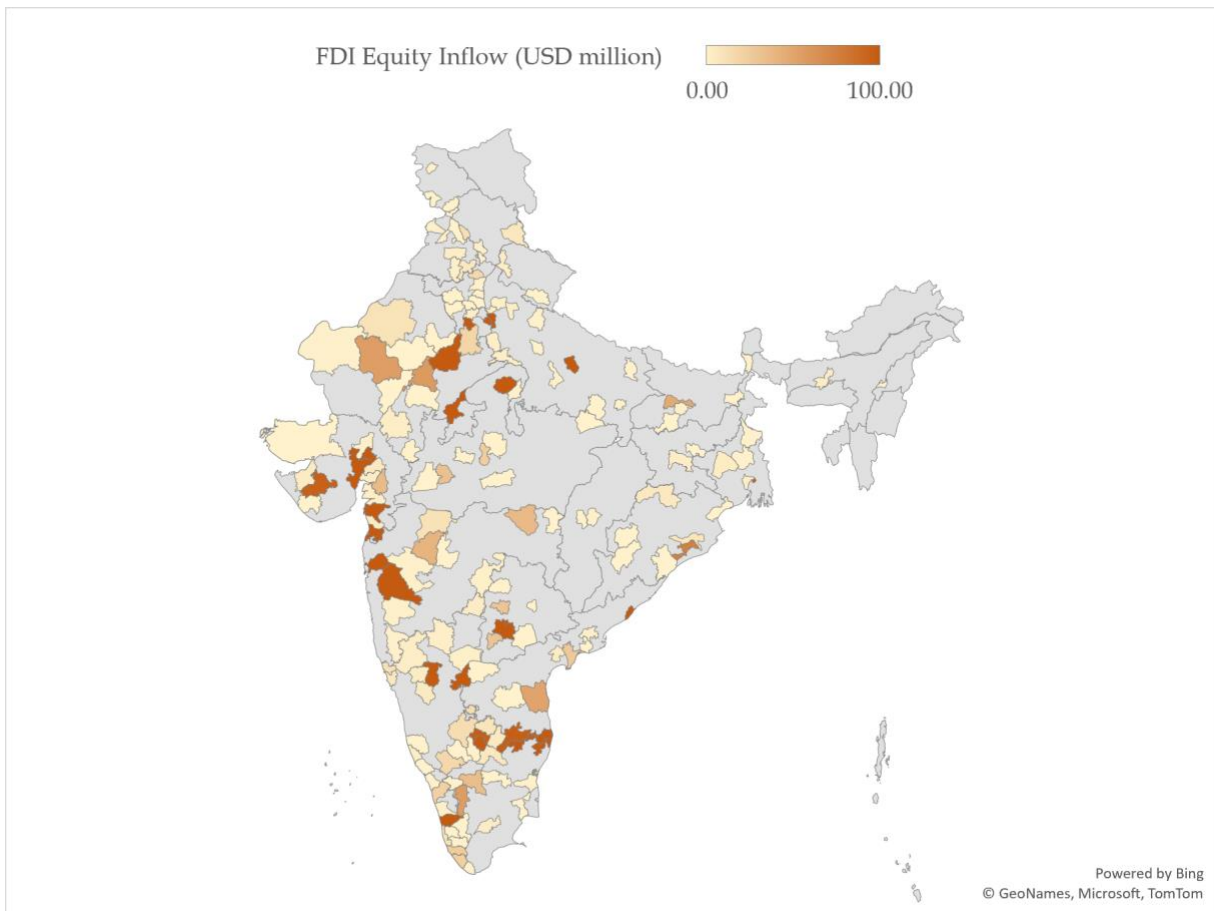 FDI Equity Inflow (USD million)
0.00 100.00
Powered by Bing
© GeoNames, Microsoft, TomTom